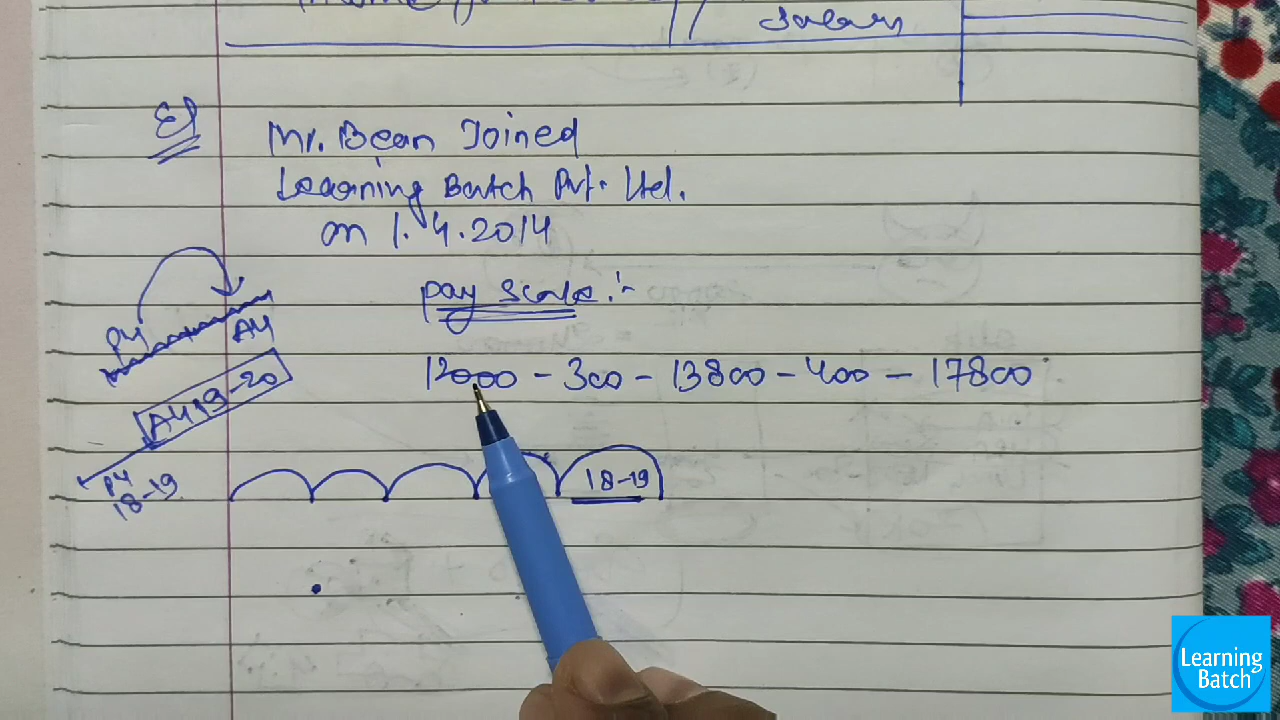 Salary
Eg
Mr. Bean Joined
Learning Batch Pvt. Ltd.
on 1.4.2014
Pay Scale :-
PY
AY
12000 - 300 - 13800 - 400 - 17800
AY 19-20
PY
18-19
18-19
Learning
Batch